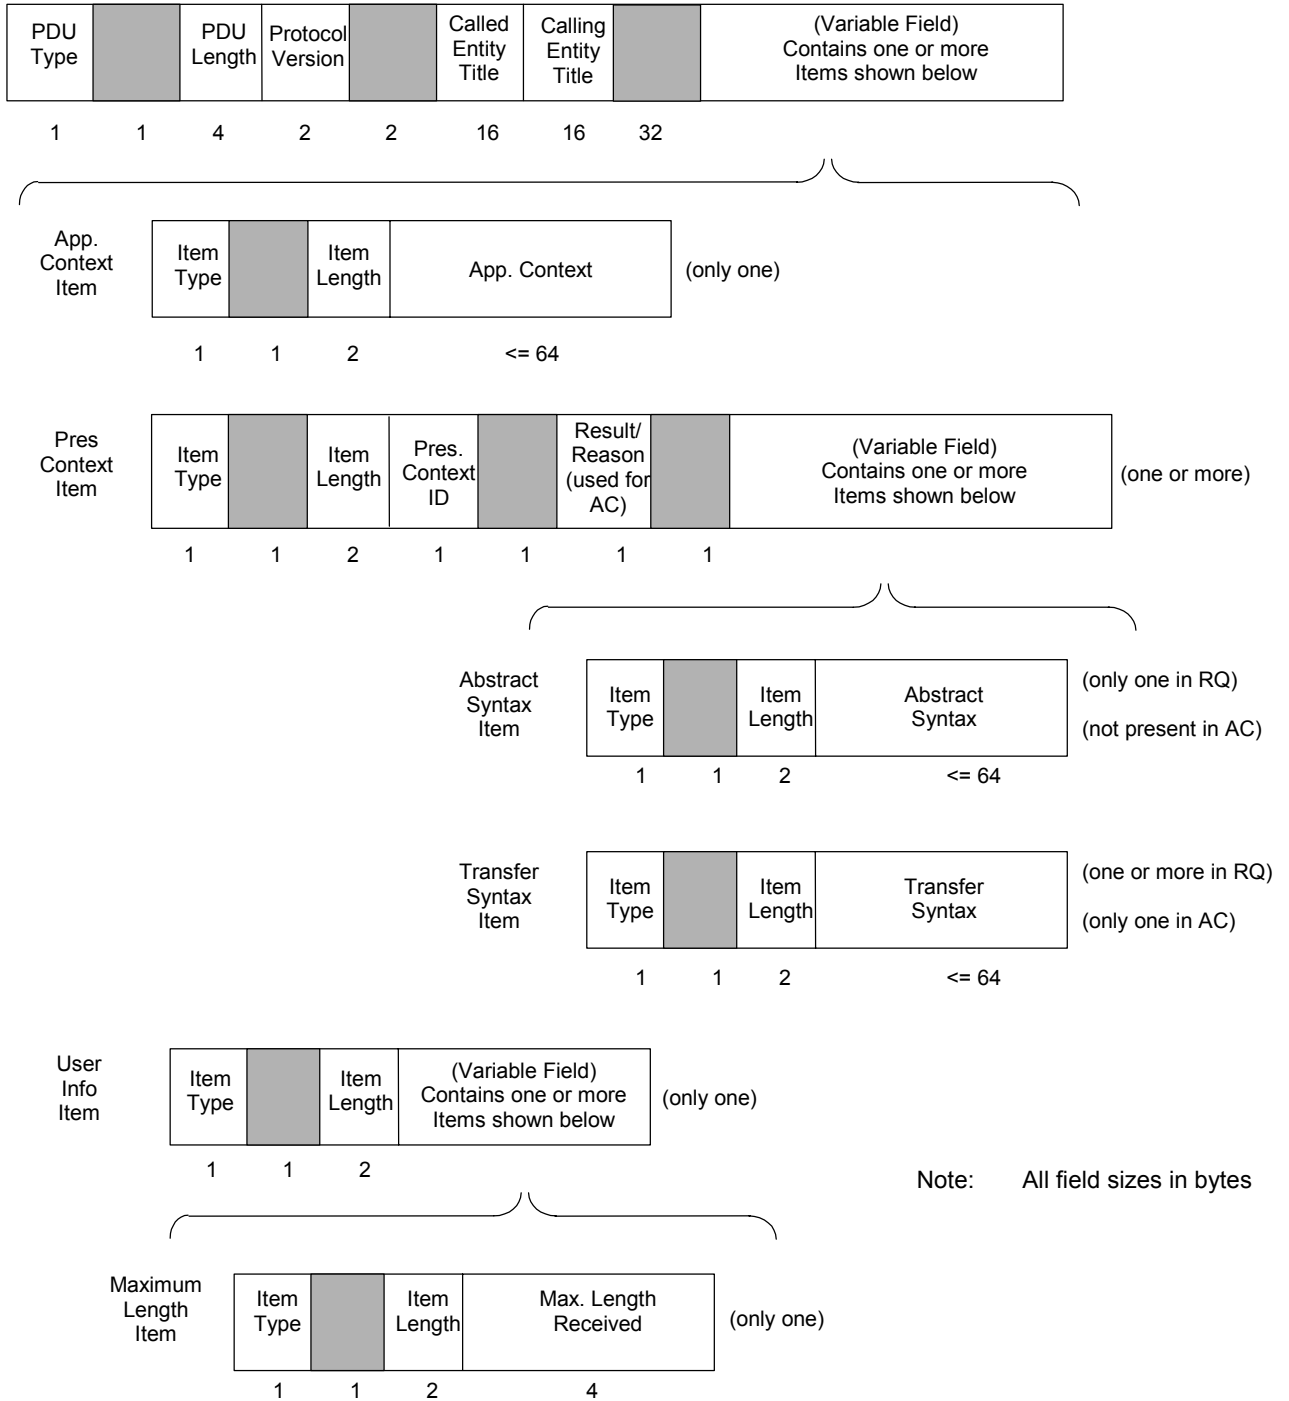 PDU
Type
PDU
Length
Protocol
Version
Called
Entity
Title
Calling
Entity
Title
(Variable Field)
Contains one or more
Items shown below
1 1 4 2 2 16 16 32
App.
Context
Item
Item
Type
Item
Length
App. Context
(only one)
1 1 2 <= 64
Pres
Context
Item
Item
Type
Item
Length
Pres.
Context
ID
Result/
Reason
(used for
AC)
(Variable Field)
Contains one or more
Items shown below
(one or more)
1 1 2 1 1 1 1
Abstract
Syntax
Item
Item
Type
Item
Length
Abstract
Syntax
(only one in RQ)
(not present in AC)
1 1 2 <= 64
Transfer
Syntax
Item
Item
Type
Item
Length
Transfer
Syntax
(one or more in RQ)
(only one in AC)
1 1 2 <= 64
User
Info
Item
Item
Type
Item
Length
(Variable Field)
Contains one or more
Items shown below
(only one)
1 1 2
Note: All field sizes in bytes
Maximum
Length
Item
Item
Type
Item
Length
Max. Length
Received
(only one)
1 1 2 4